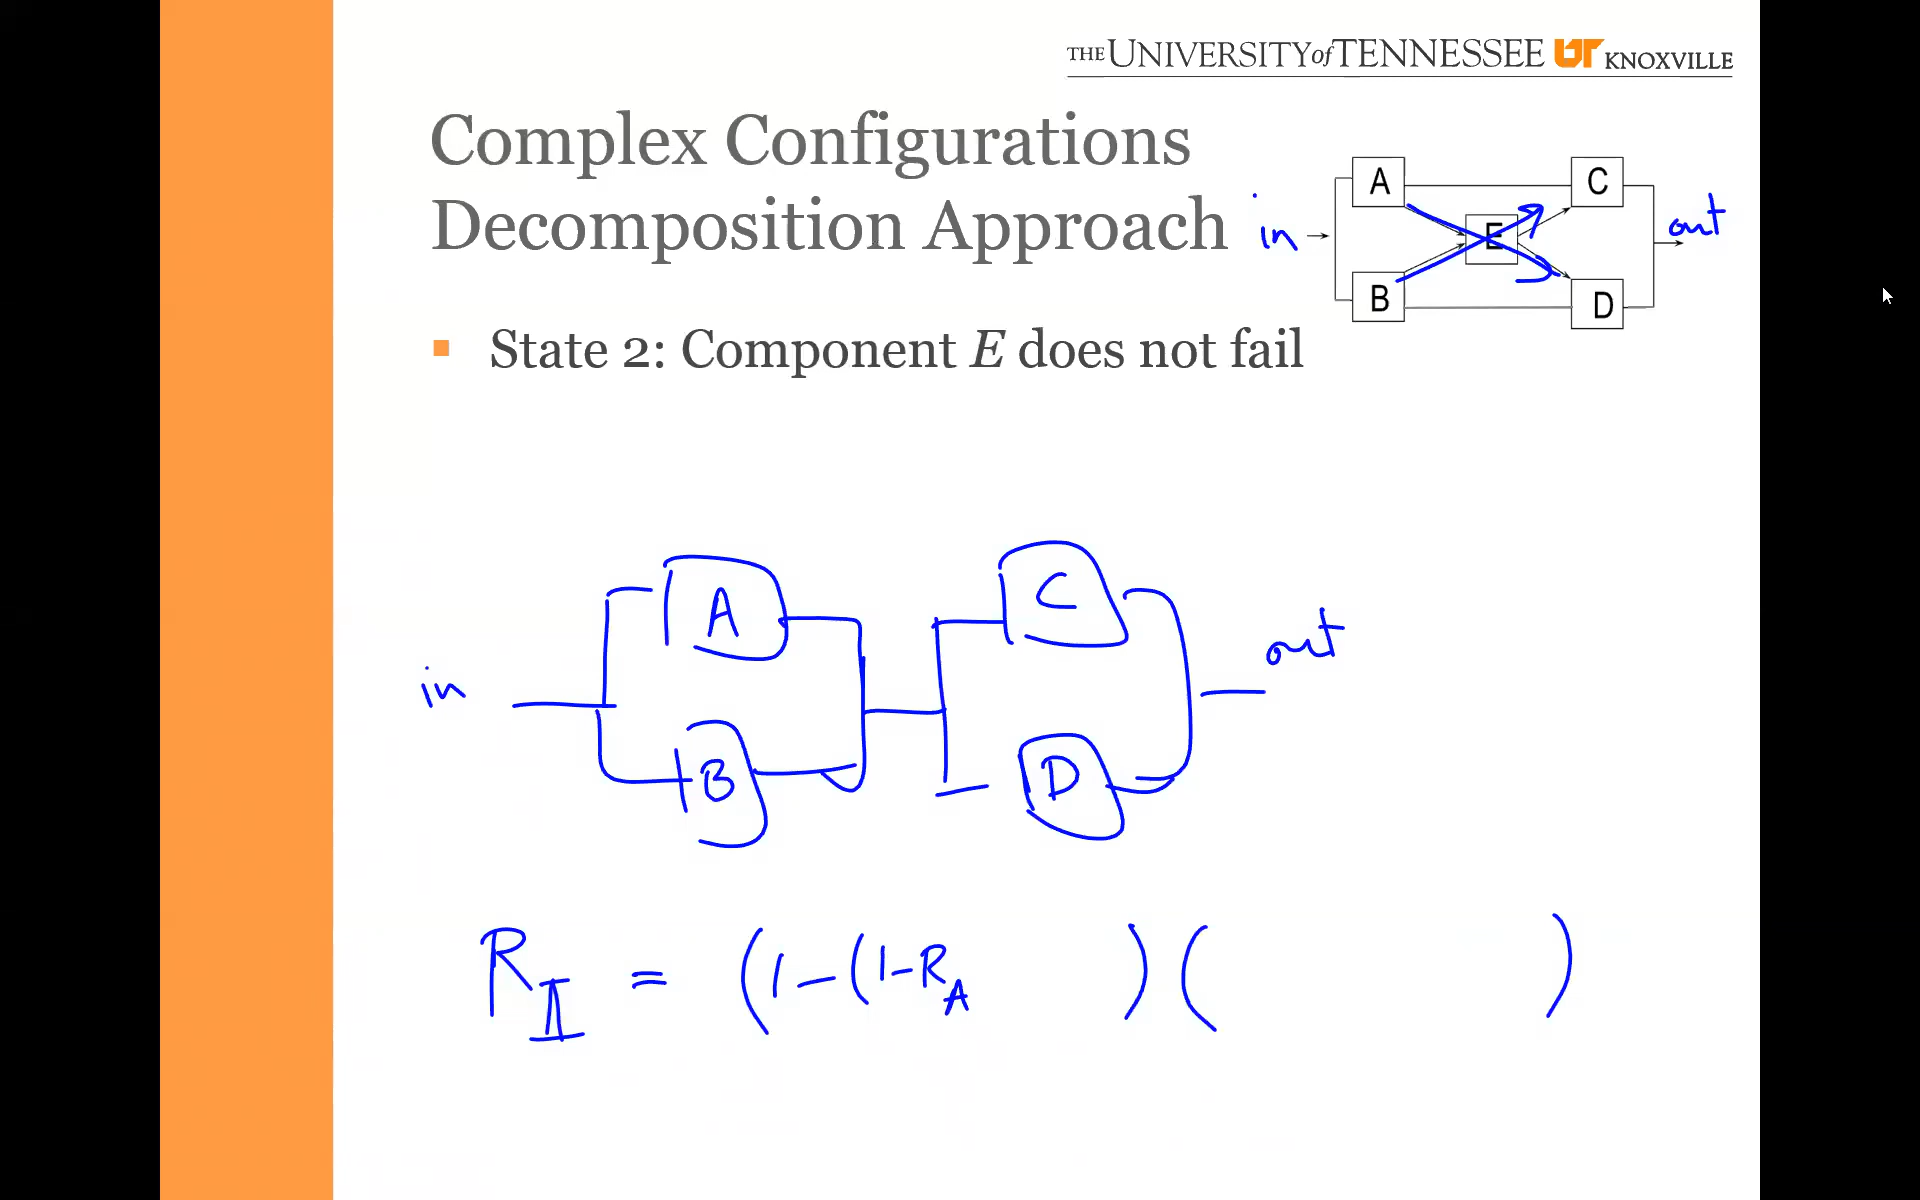 THE UNIVERSITY of TENNESSEE UT KNOXVILLE
Complex Configurations
Decomposition Approach
in A B E C D out
▪ State 2: Component E does not fail
in A B C D out
R_II = (1-(1-R_A )( )